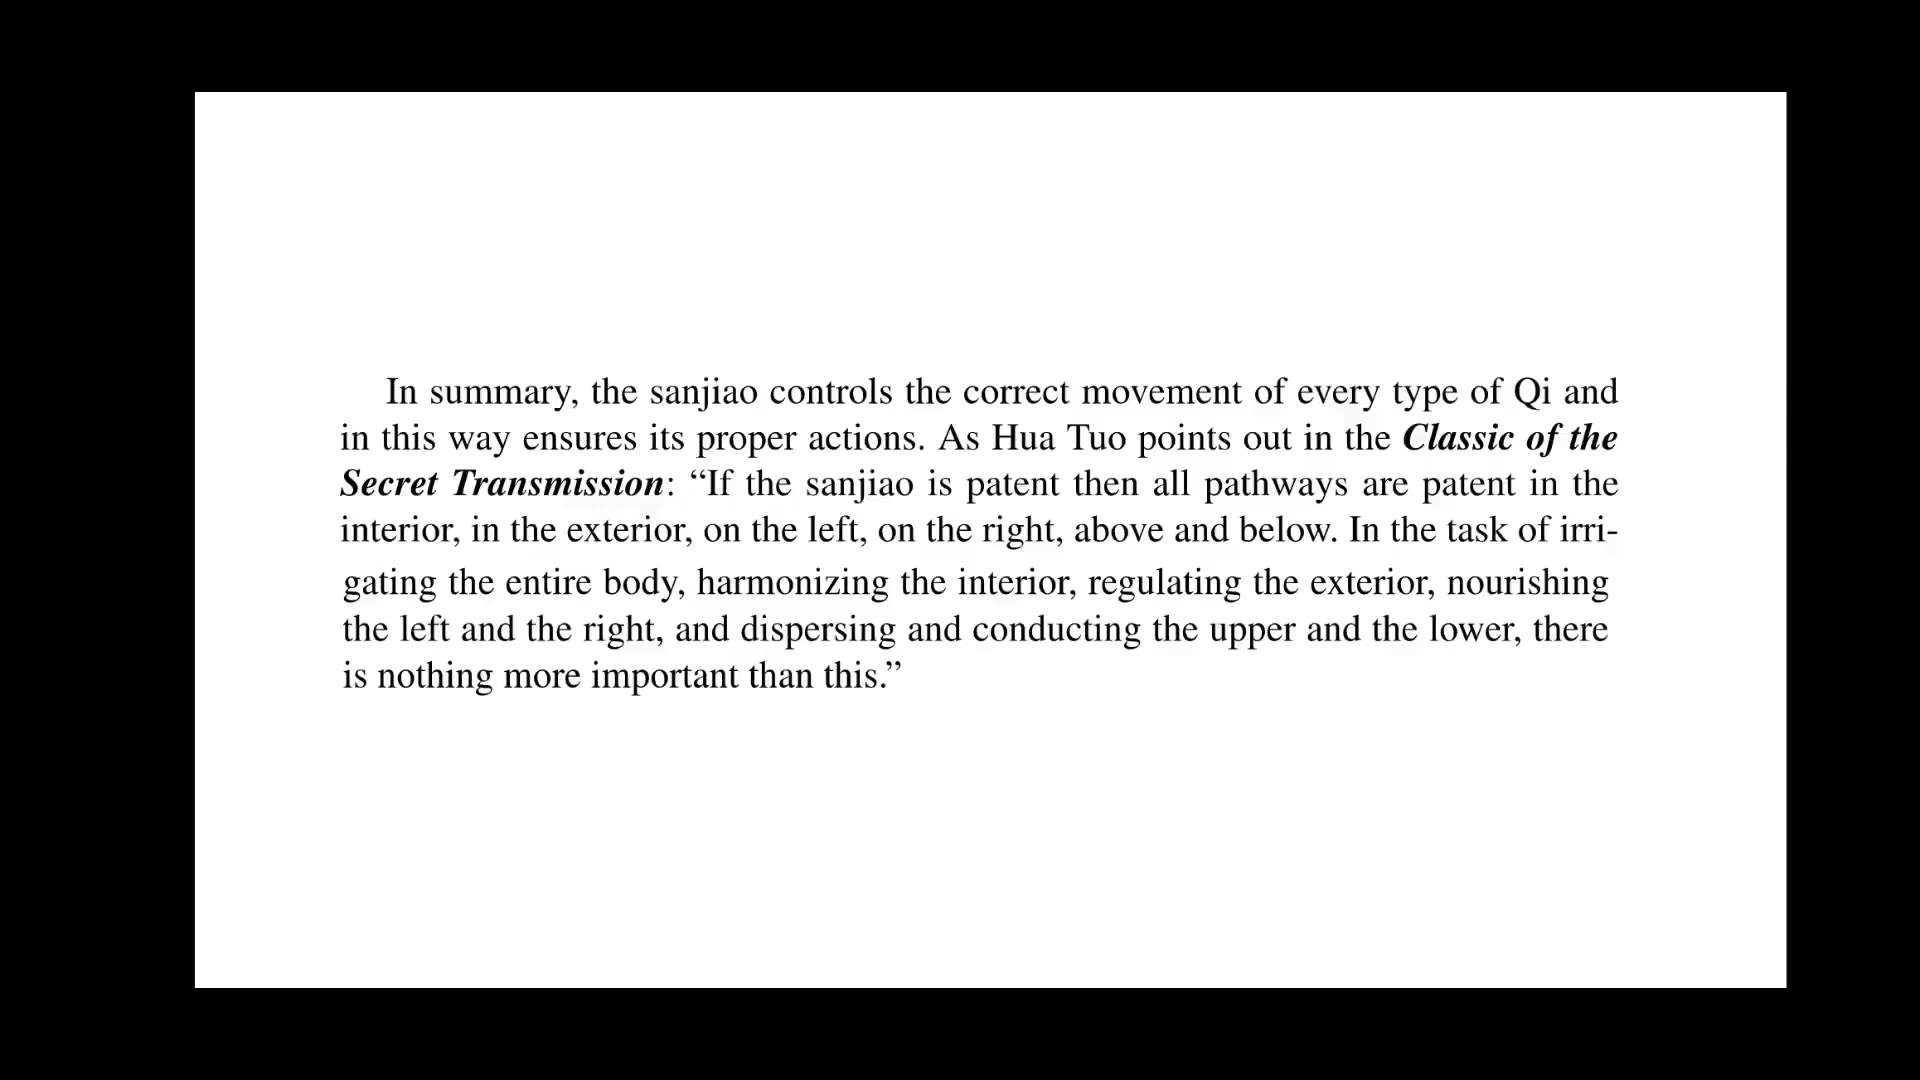 In summary, the sanjiao controls the correct movement of every type of Qi and
in this way ensures its proper actions. As Hua Tuo points out in the Classic of the
Secret Transmission: “If the sanjiao is patent then all pathways are patent in the
interior, in the exterior, on the left, on the right, above and below. In the task of irri-
gating the entire body, harmonizing the interior, regulating the exterior, nourishing
the left and the right, and dispersing and conducting the upper and the lower, there
is nothing more important than this.”